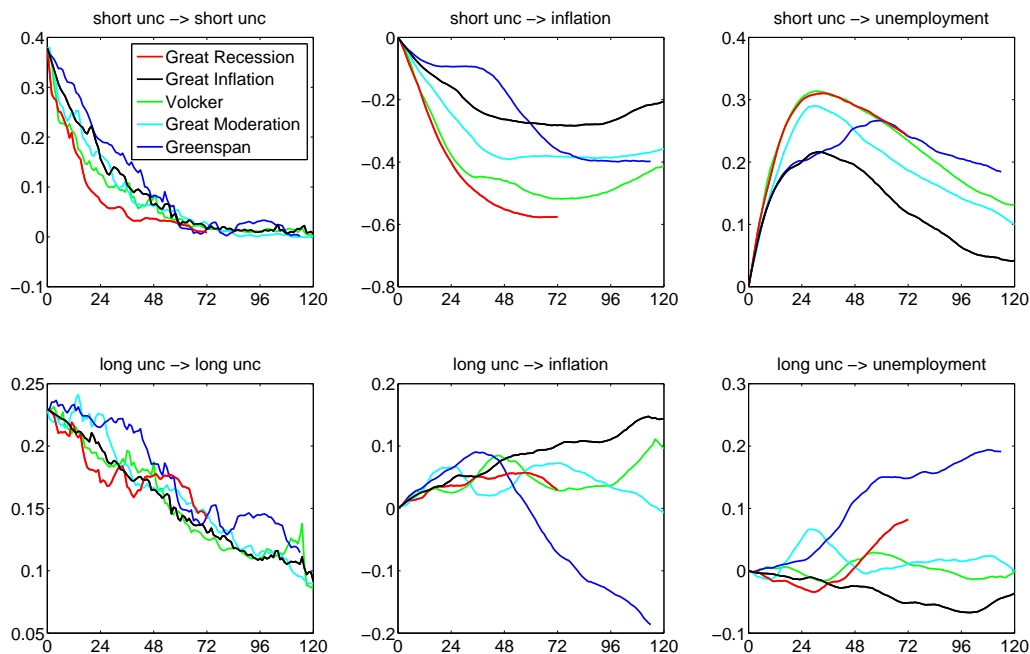 short unc −> short unc
0.4
0.3
0.2
0.1
0
−0.1
0 24 48 72 96 120
Great Recession
Great Inflation
Volcker
Great Moderation
Greenspan
short unc −> inflation
0
−0.2
−0.4
−0.6
−0.8
0 24 48 72 96 120
short unc −> unemployment
0.4
0.3
0.2
0.1
0
0 24 48 72 96 120
long unc −> long unc
0.25
0.2
0.15
0.1
0.05
0 24 48 72 96 120
long unc −> inflation
0.2
0.1
0
−0.1
−0.2
0 24 48 72 96 120
long unc −> unemployment
0.3
0.2
0.1
0
−0.1
0 24 48 72 96 120